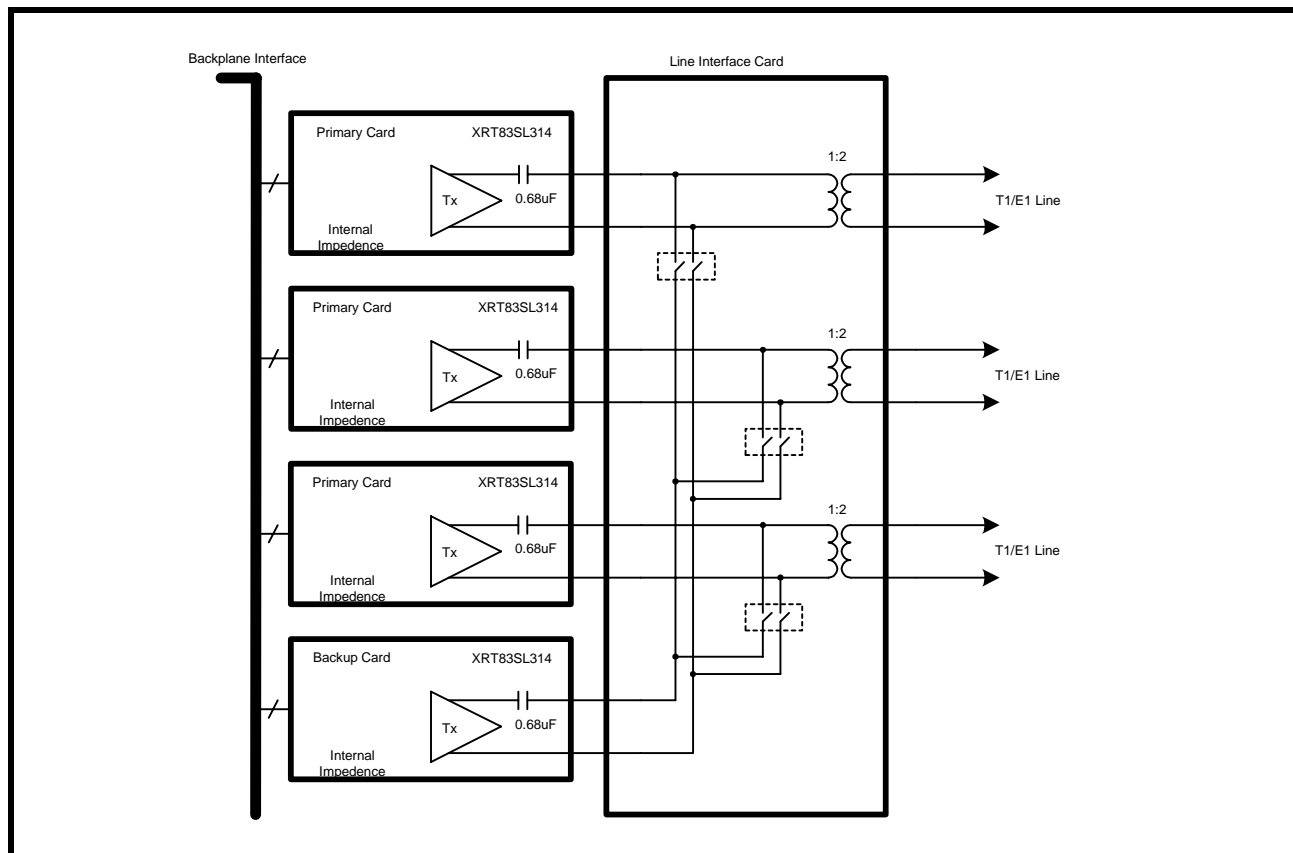 Backplane Interface
Line Interface Card
Primary Card XRT83SL314
Tx
0.68uF
Internal
Impedence
1:2
T1/E1 Line
Primary Card XRT83SL314
Tx
0.68uF
Internal
Impedence
1:2
T1/E1 Line
Primary Card XRT83SL314
Tx
0.68uF
Internal
Impedence
1:2
T1/E1 Line
Backup Card XRT83SL314
Tx
0.68uF
Internal
Impedence